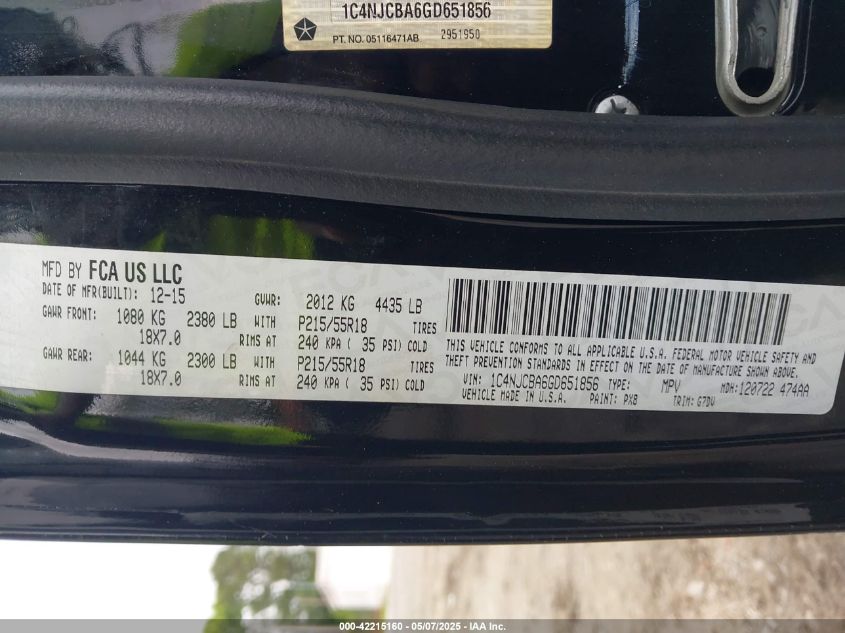 1C4NJCBA6GD651856
PT. NO. 05116471AB 2951950
MFD BY FCA US LLC
DATE OF MFR(BUILT): 12-15 GVWR: 2012 KG 4435 LB
GAWR FRONT: 1080 KG 2380 LB WITH P215/55R18 TIRES
18X7.0 RIMS AT 240 KPA ( 35 PSI) COLD
GAWR REAR: 1044 KG 2300 LB WITH P215/55R18 TIRES
18X7.0 RIMS AT 240 KPA ( 35 PSI) COLD
THIS VEHICLE CONFORMS TO ALL APPLICABLE U.S.A. FEDERAL MOTOR VEHICLE SAFETY AND
THEFT PREVENTION STANDARDS IN EFFECT ON THE DATE OF MANUFACTURE SHOWN ABOVE.
VIN: 1C4NJCBA6GD651856 TYPE: MPV MDH: 120722 474AA
VEHICLE MADE IN U.S.A. PAINT: PX8 TRIM: G7DV
000-42215160 - 05/07/2025 - IAA Inc.